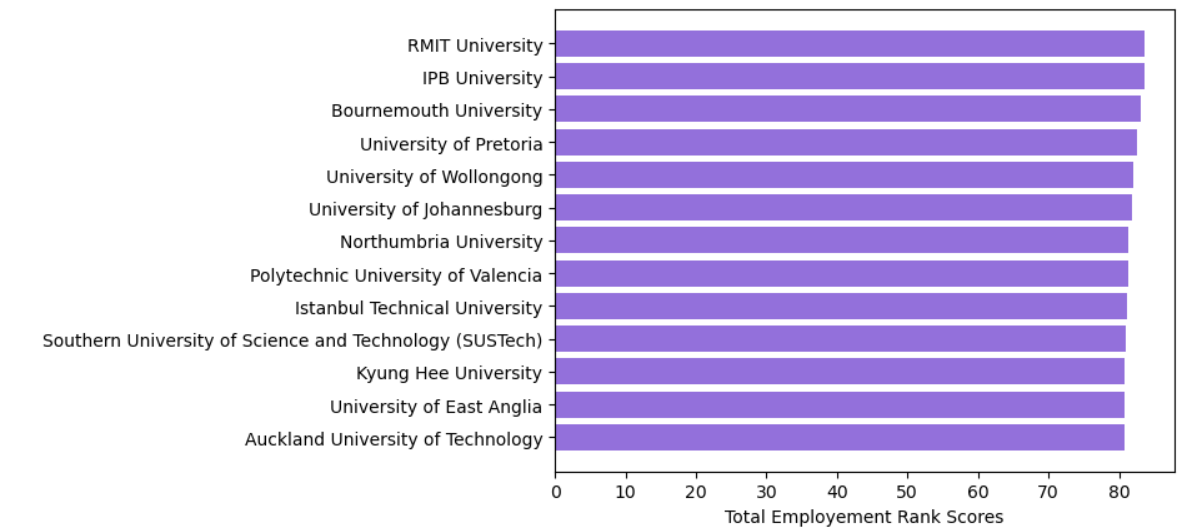 RMIT University
IPB University
Bournemouth University
University of Pretoria
University of Wollongong
University of Johannesburg
Northumbria University
Polytechnic University of Valencia
Istanbul Technical University
Southern University of Science and Technology (SUSTech)
Kyung Hee University
University of East Anglia
Auckland University of Technology
0 10 20 30 40 50 60 70 80
Total Employement Rank Scores